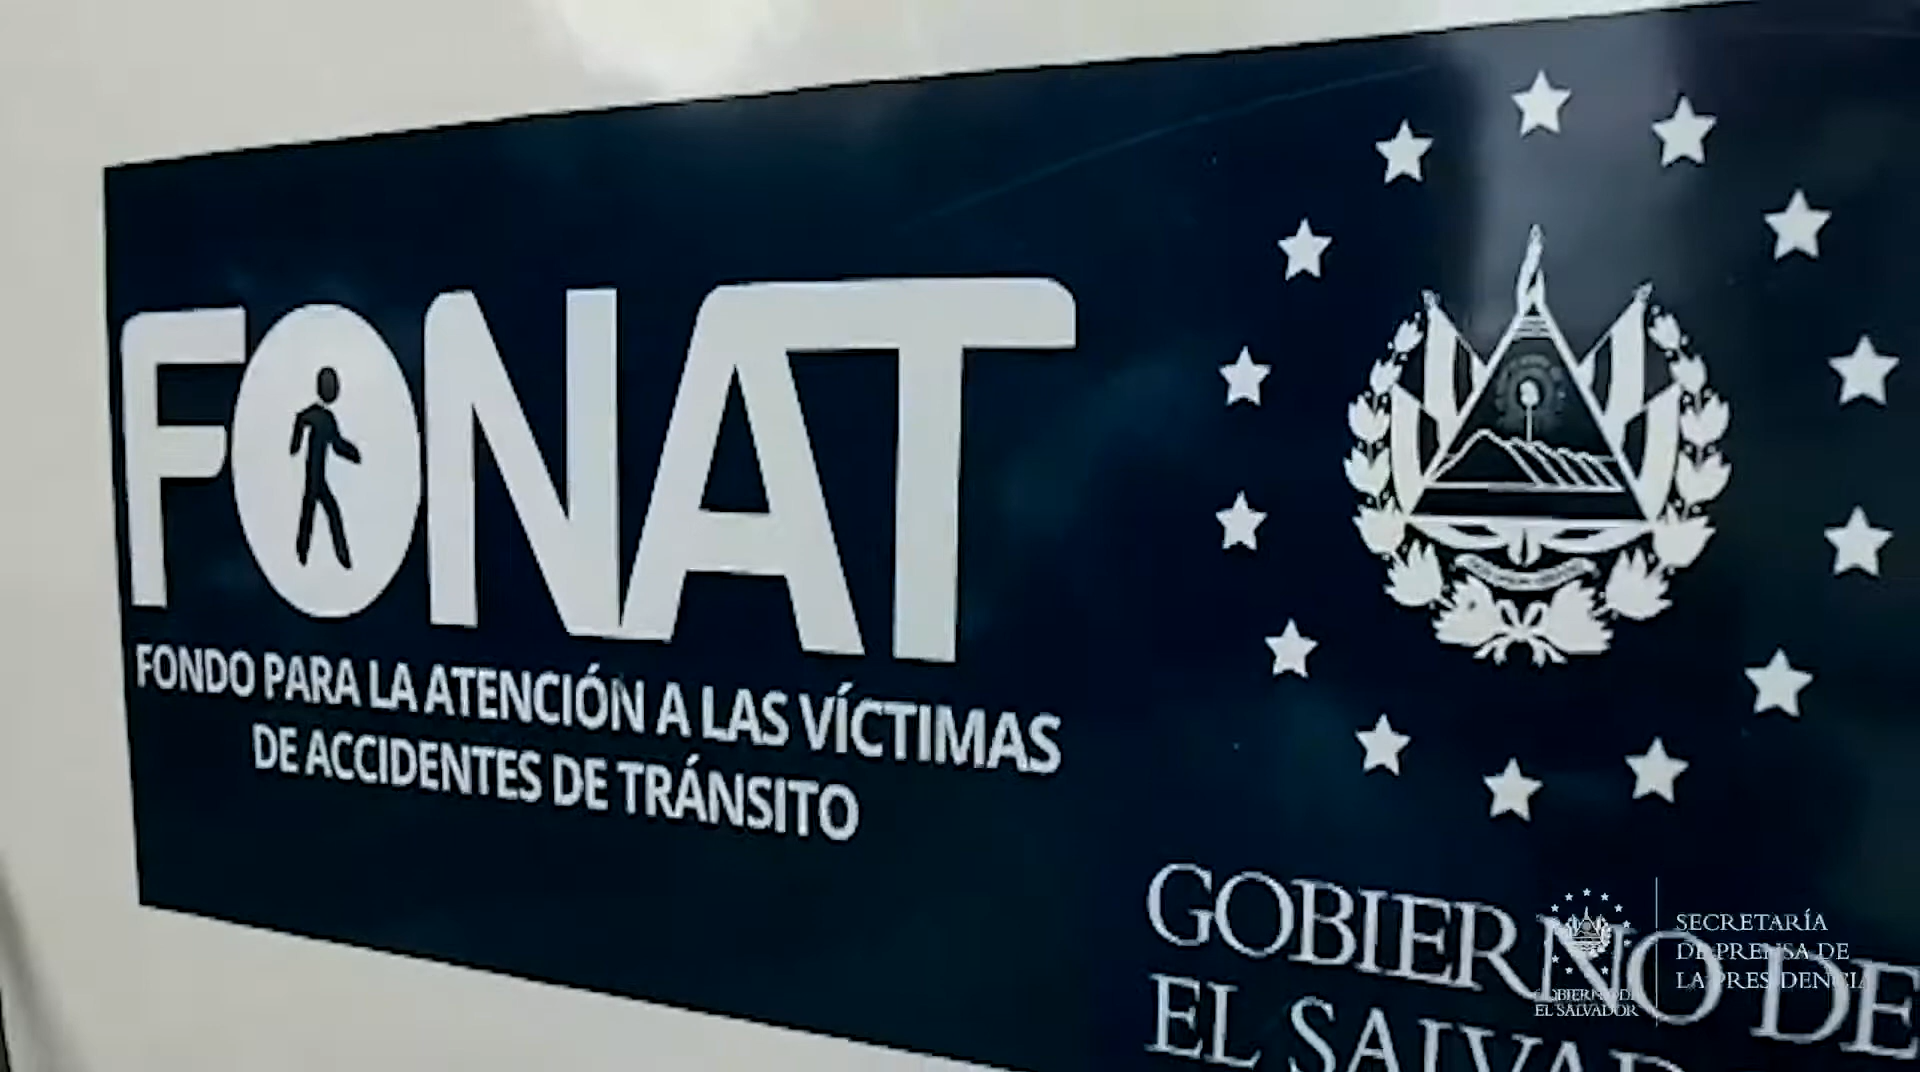 FONAT
FONDO PARA LA ATENCIÓN A LAS VÍCTIMAS
DE ACCIDENTES DE TRÁNSITO
GOBIERNO DE
EL SALVADOR
GOBIERNO DE
EL SALVADOR
SECRETARÍA
DE PRENSA DE
LA PRESIDENCIA